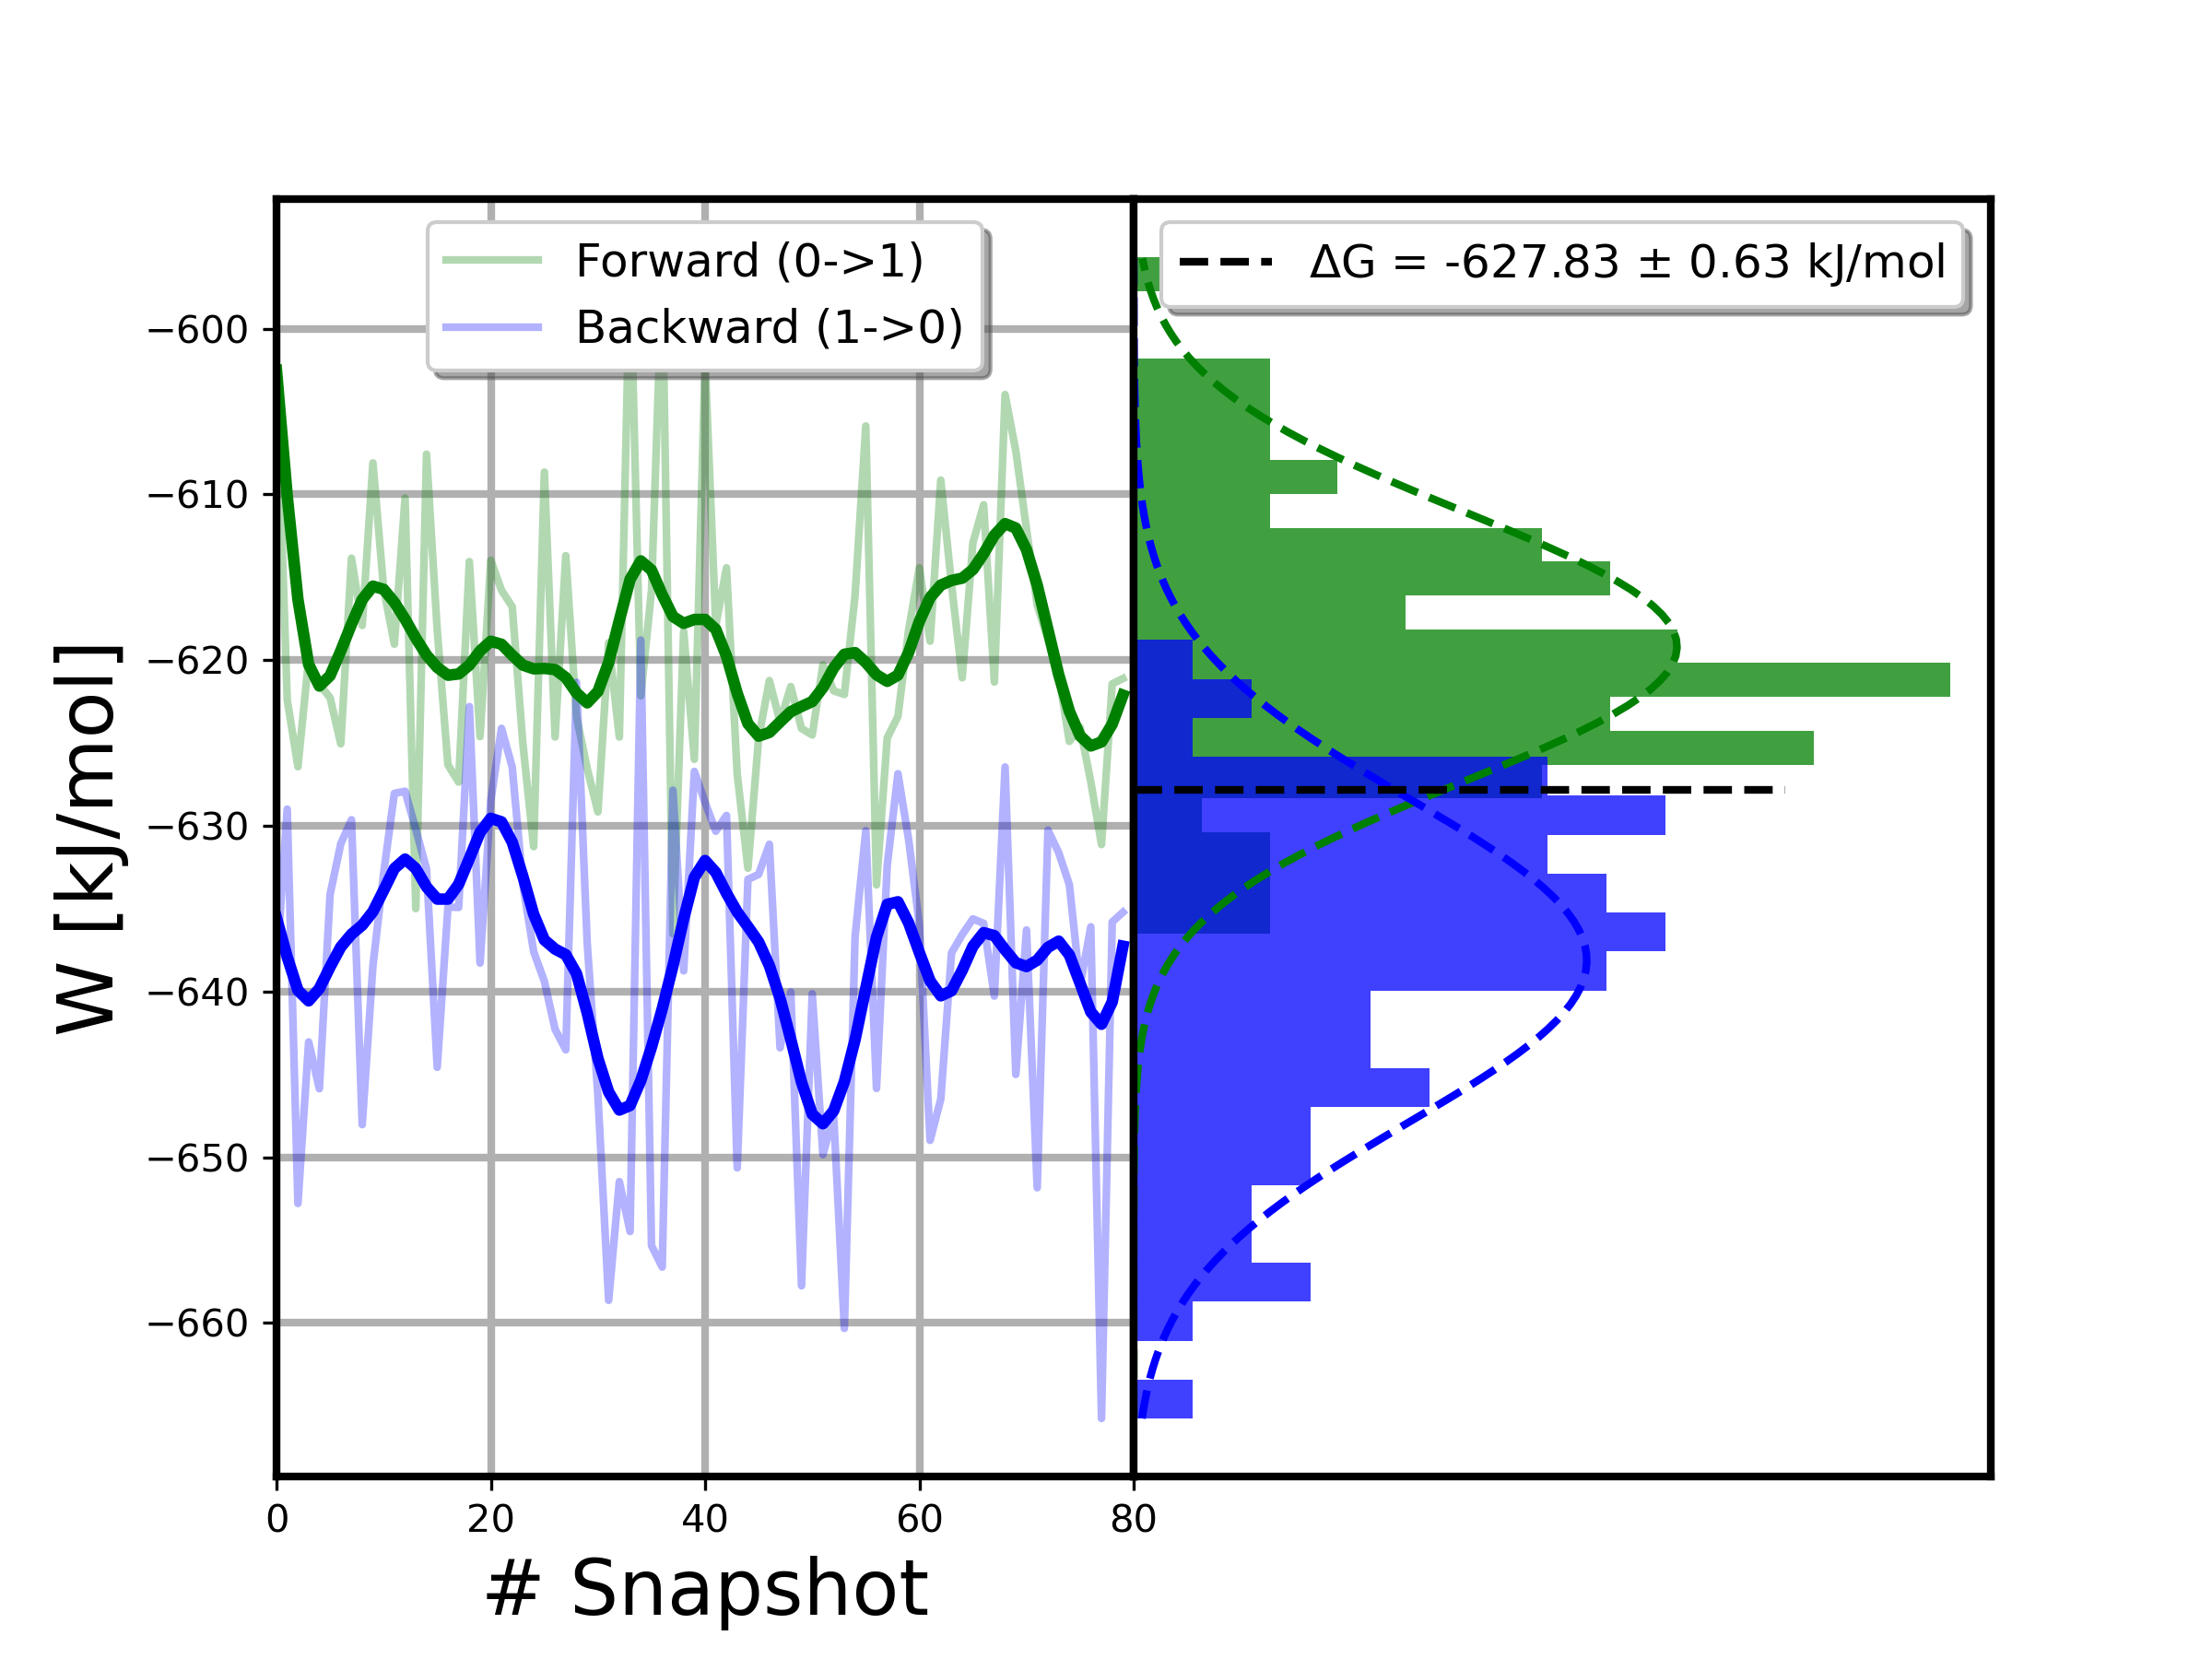 Forward (0->1)
Backward (1->0)
ΔG = -627.83 ± 0.63 kJ/mol
W [kJ/mol]
−600
−610
−620
−630
−640
−650
−660
0 20 40 60 80
# Snapshot